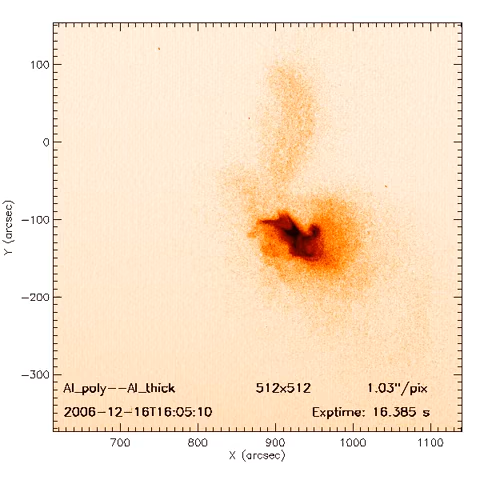 100
0
−100
−200
−300
Y (arcsec)
Al_poly−−Al_thick 512x512 1.03"/pix
2006−12−16T16:05:10 Exptime: 16.385 s
700 800 900 1000 1100
X (arcsec)